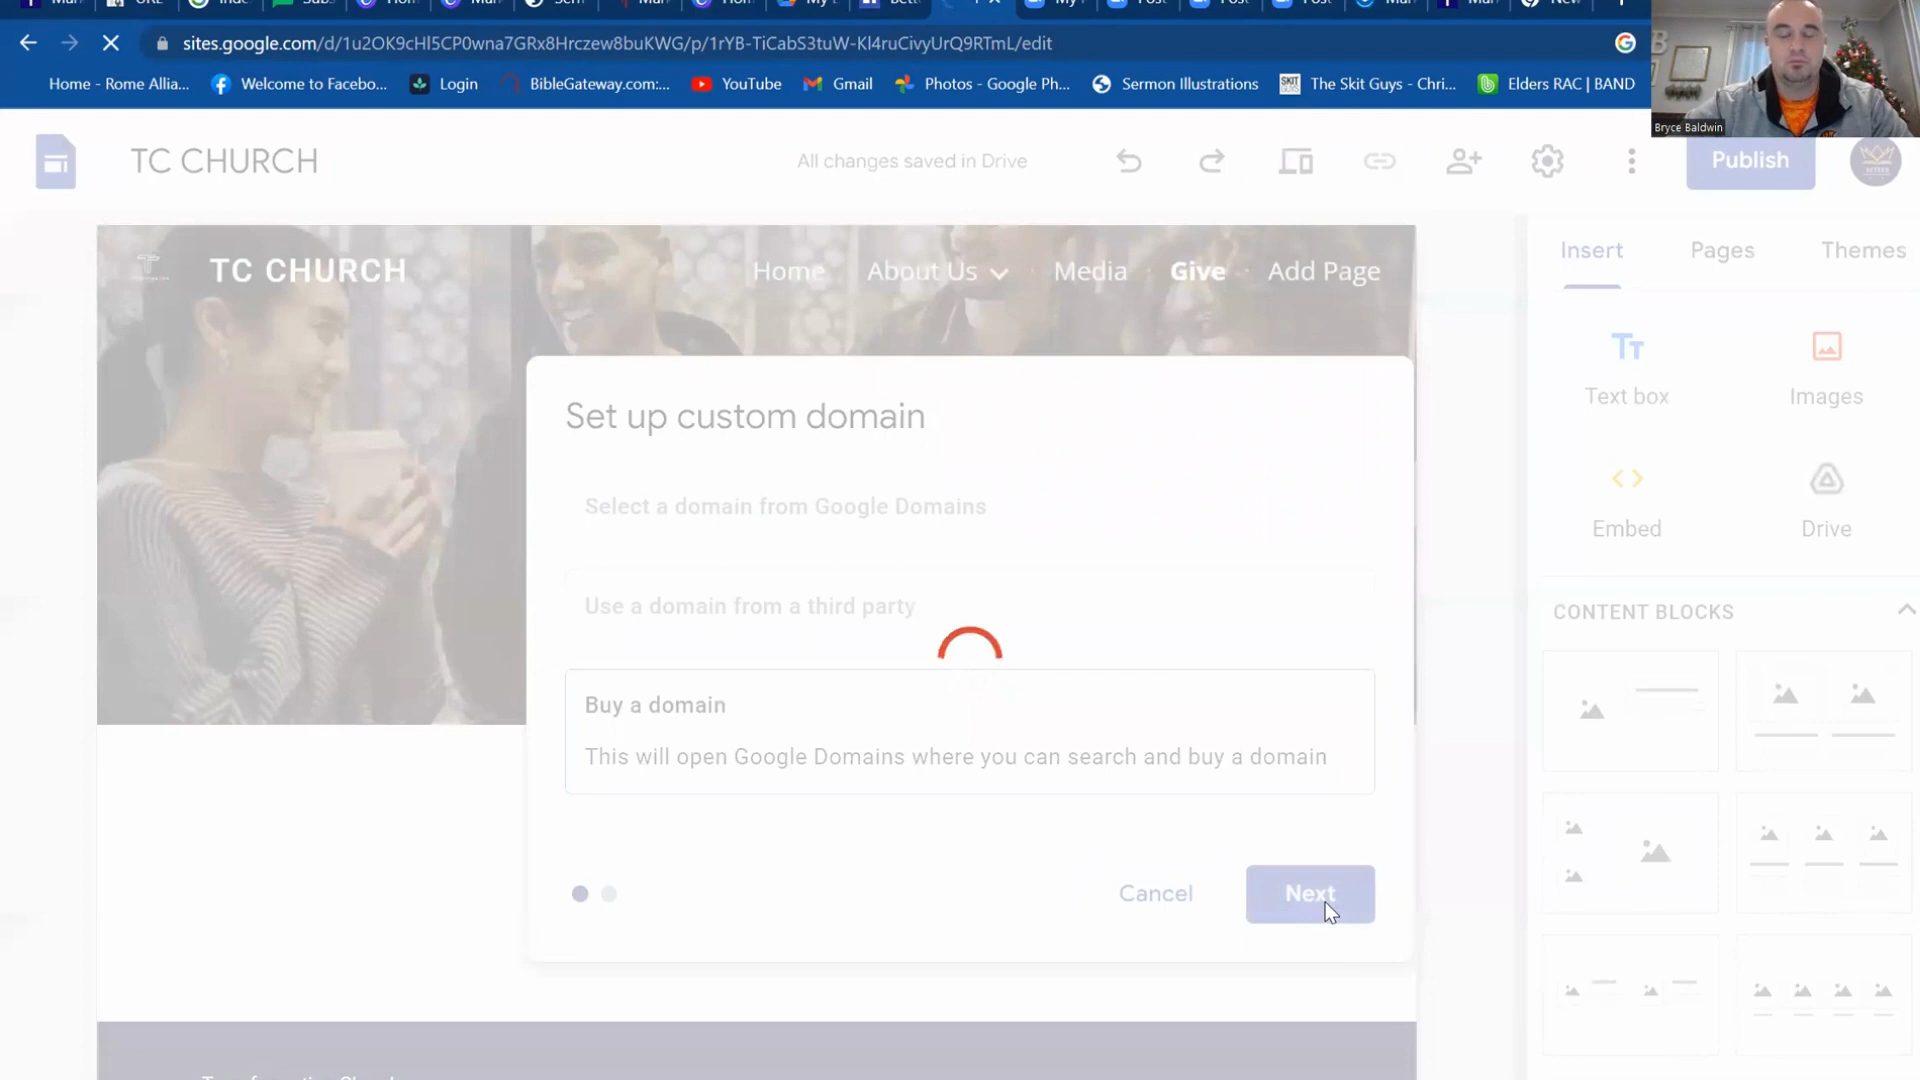 sites.google.com/d/1u2OK9cHl5CP0wna7GRx8Hrczew8buKWG/p/1rYB-TiCabS3tuW-Kl4ruCivyUrQ9RTmL/edit
Home - Rome Allia...
Welcome to Facebo...
Login
BibleGateway.com:...
YouTube
Gmail
Photos - Google Ph...
Sermon Illustrations
The Skit Guys - Chri...
Elders RAC | BAND
Bryce Baldwin
TC CHURCH
All changes saved in Drive
Publish
TC CHURCH
Home
About Us
Media
Give
Add Page
Insert
Pages
Themes
Text box
Images
Embed
Drive
CONTENT BLOCKS
Set up custom domain
Select a domain from Google Domains
Use a domain from a third party
Buy a domain
This will open Google Domains where you can search and buy a domain
Cancel
Next